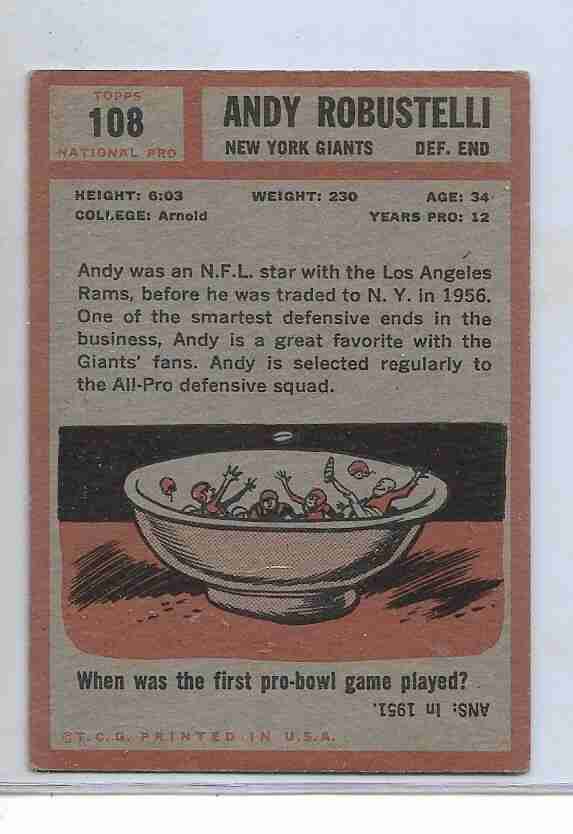 TOPPS
108
NATIONAL PRO
ANDY ROBUSTELLI
NEW YORK GIANTS DEF. END
HEIGHT: 6:03 WEIGHT: 230 AGE: 34
COLLEGE: Arnold YEARS PRO: 12
Andy was an N.F.L. star with the Los Angeles
Rams, before he was traded to N. Y. in 1956.
One of the smartest defensive ends in the
business, Andy is a great favorite with the
Giants' fans. Andy is selected regularly to
the All-Pro defensive squad.
When was the first pro-bowl game played?
ANS: In 1951.
©T.C.G. PRINTED IN U.S.A.